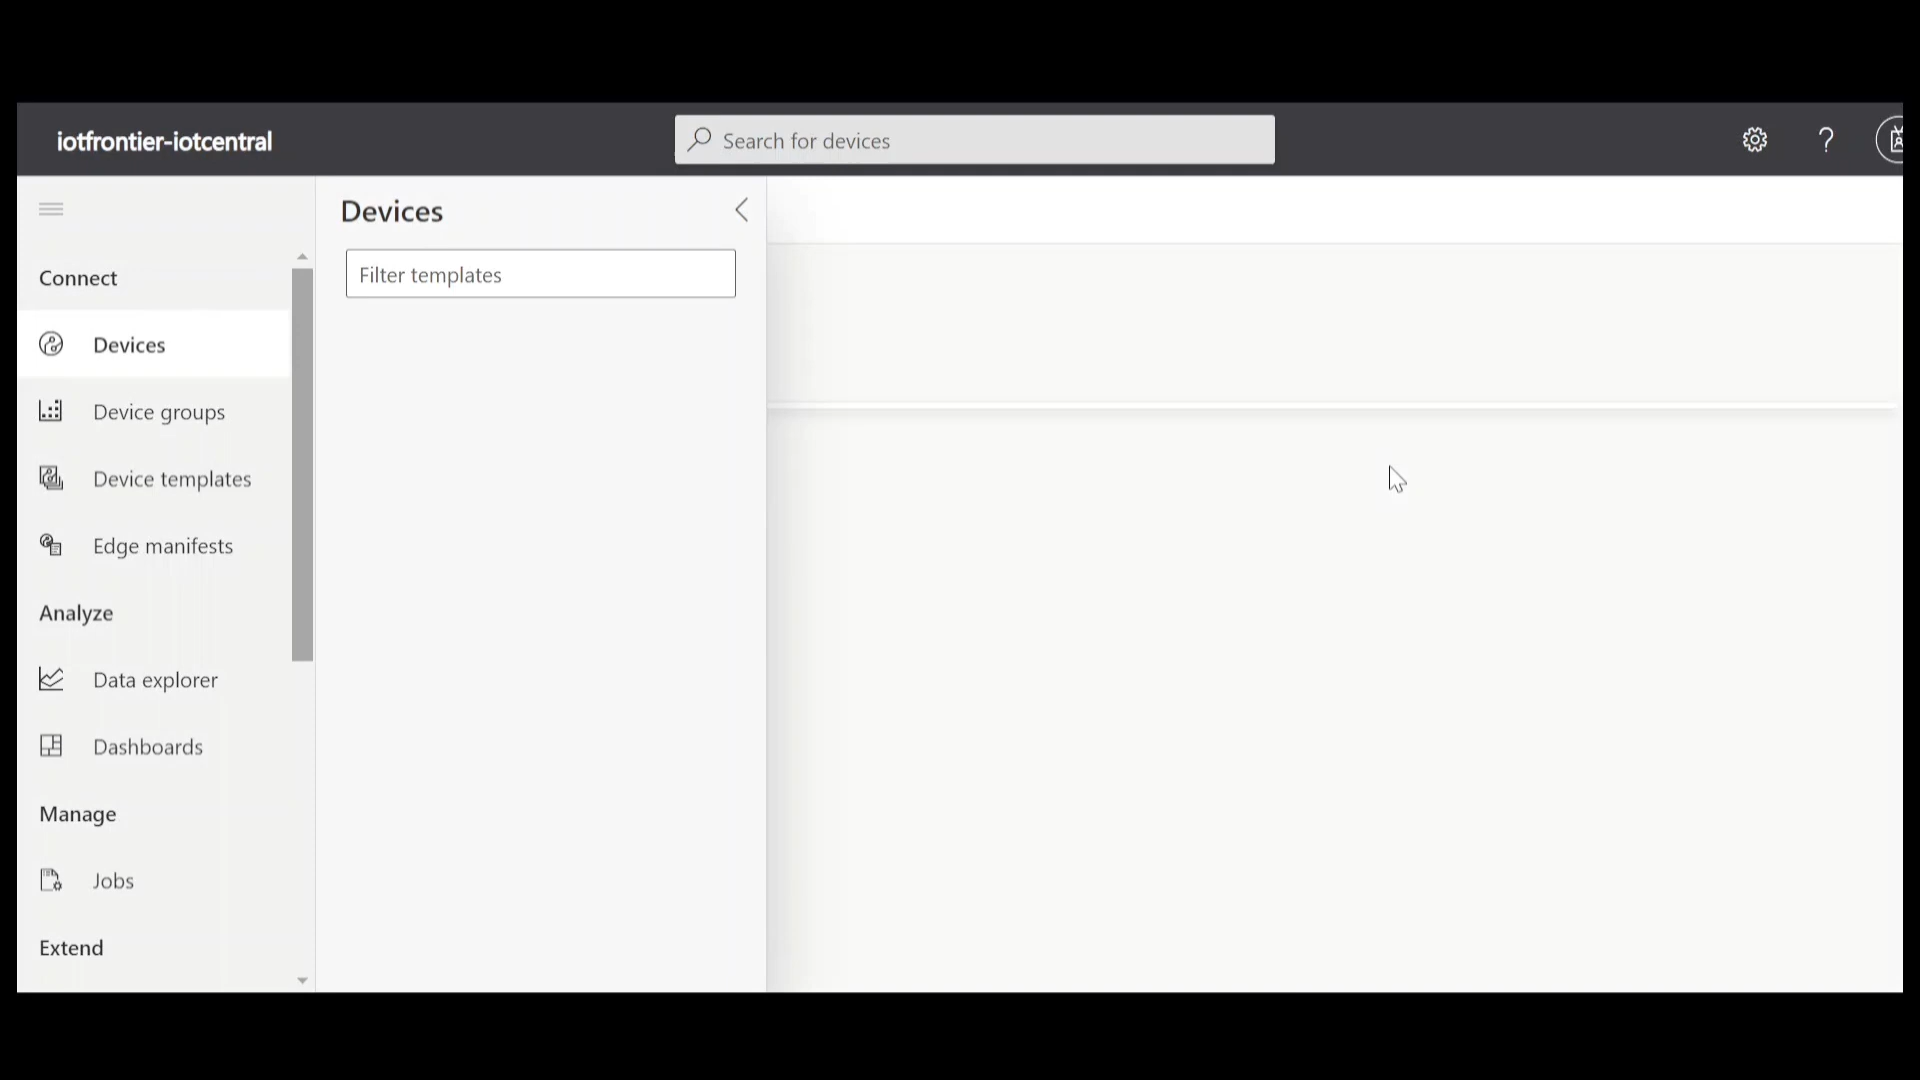 iotfrontier-iotcentral
Search for devices
Devices
Filter templates
Connect
Devices
Device groups
Device templates
Edge manifests
Analyze
Data explorer
Dashboards
Manage
Jobs
Extend